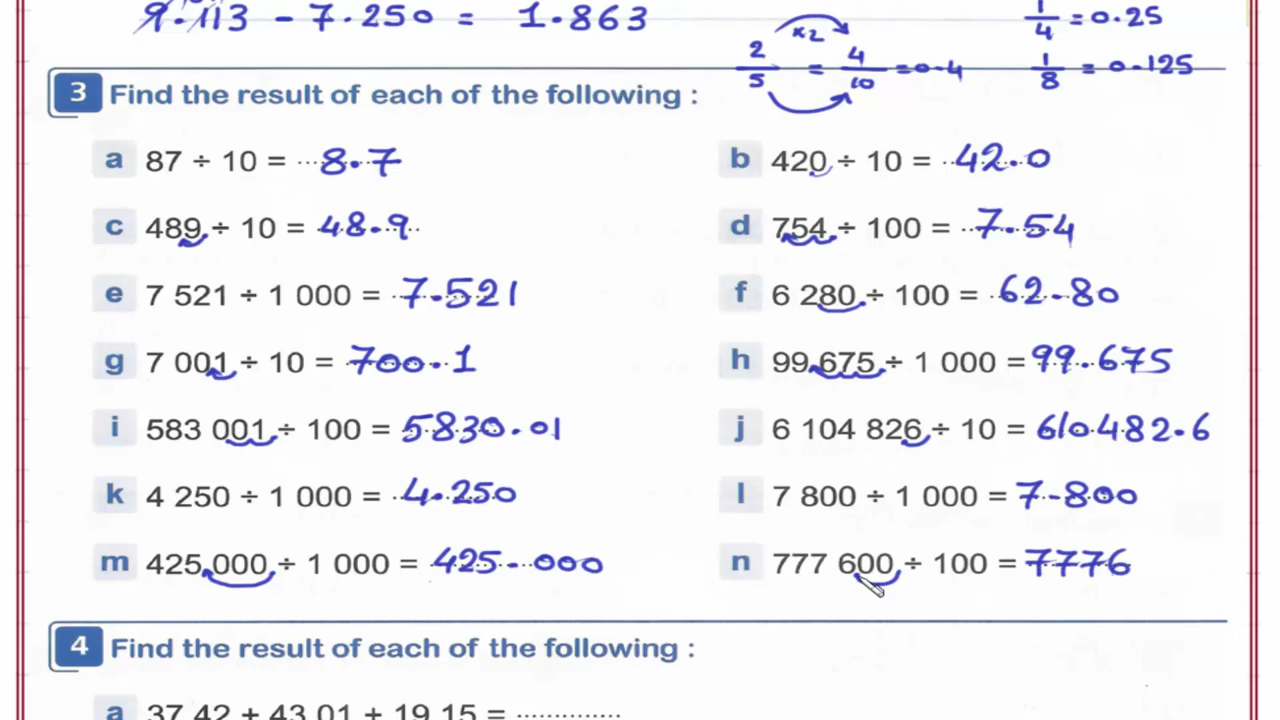 9.113 - 7.250 = 1.863
1/4 = 0.25
x2
2/5 = 4/10 = 0.4
1/8 = 0.125
3 Find the result of each of the following :
a 87 ÷ 10 = 8.7
b 420 ÷ 10 = 42.0
c 489 ÷ 10 = 48.9
d 754 ÷ 100 = 7.54
e 7 521 ÷ 1 000 = 7.521
f 6 280 ÷ 100 = 62.80
g 7 001 ÷ 10 = 700.1
h 99,675 ÷ 1 000 = 99.675
i 583 001 ÷ 100 = 5830.01
j 6 104 826 ÷ 10 = 610482.6
k 4 250 ÷ 1 000 = 4.250
l 7 800 ÷ 1 000 = 7.800
m 425,000 ÷ 1 000 = 425.000
n 777 600 ÷ 100 = 7776
4 Find the result of each of the following :
a 37.42 + 43.01 + 19.15 = ..............